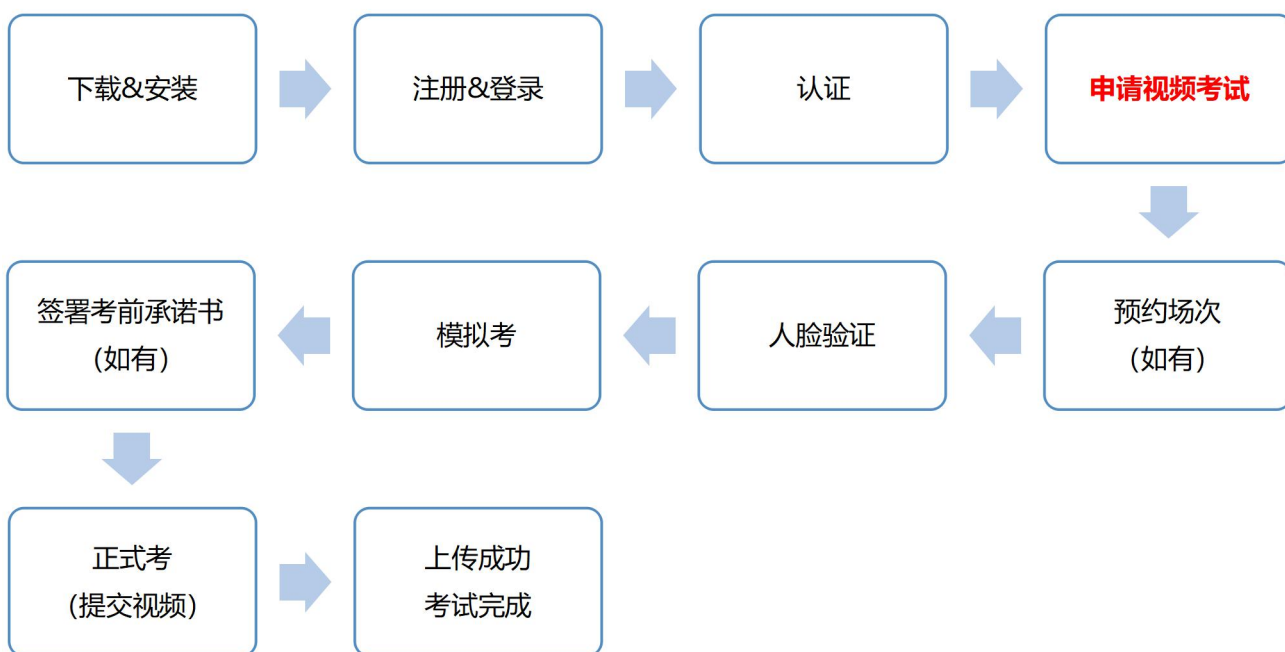 下载&安装
注册&登录
认证
申请视频考试
预约场次
（如有）
人脸验证
模拟考
签署考前承诺书
（如有）
正式考
（提交视频）
上传成功
考试完成